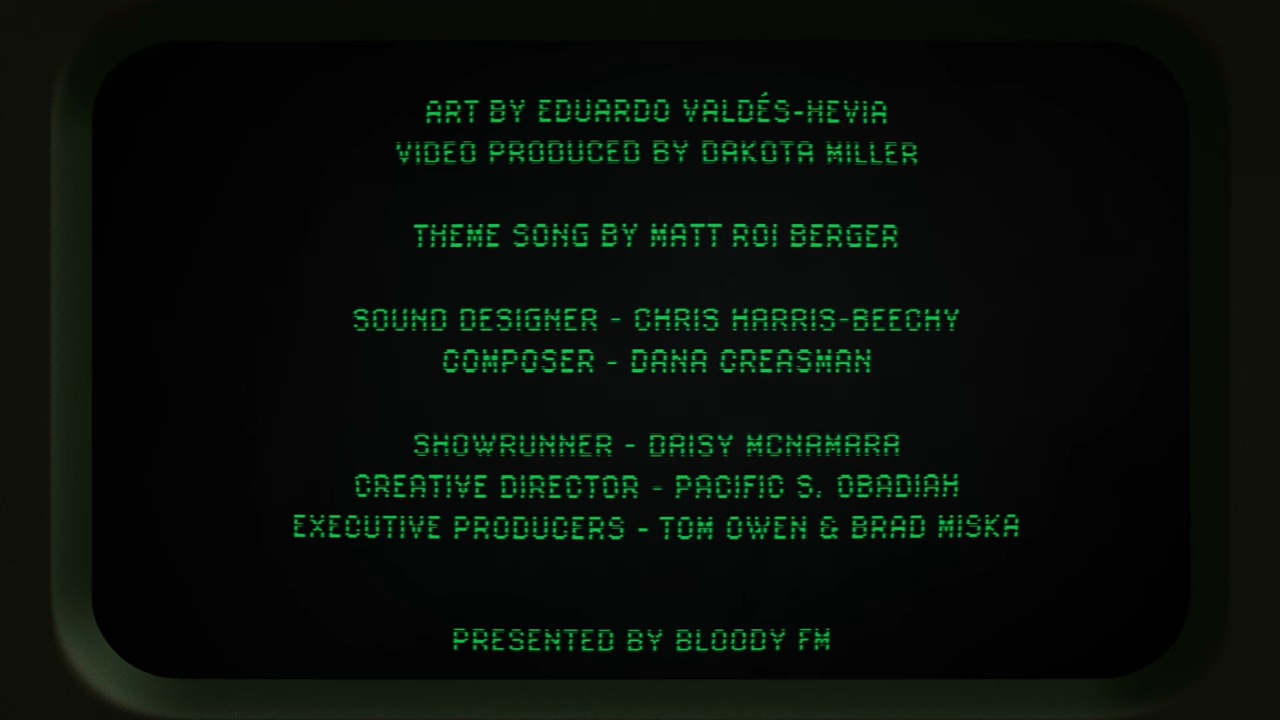 ART BY EDUARDO VALDÉS-HEVIA
VIDEO PRODUCED BY DAKOTA MILLER
THEME SONG BY MATT ROI BERGER
SOUND DESIGNER - CHRIS HARRIS-BEECHY
COMPOSER - DANA CREASMAN
SHOWRUNNER - DAISY MCNAMARA
CREATIVE DIRECTOR - PACIFIC S. OBADIAH
EXECUTIVE PRODUCERS - TOM OWEN & BRAD MISKA
PRESENTED BY BLOODY FM